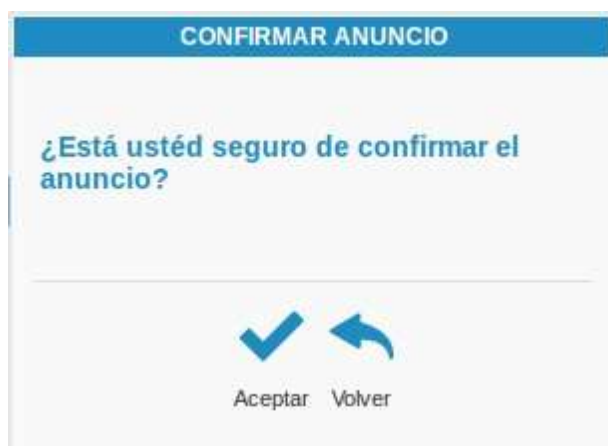 CONFIRMAR ANUNCIO
¿Está ustéd seguro de confirmar el
anuncio?
Aceptar Volver